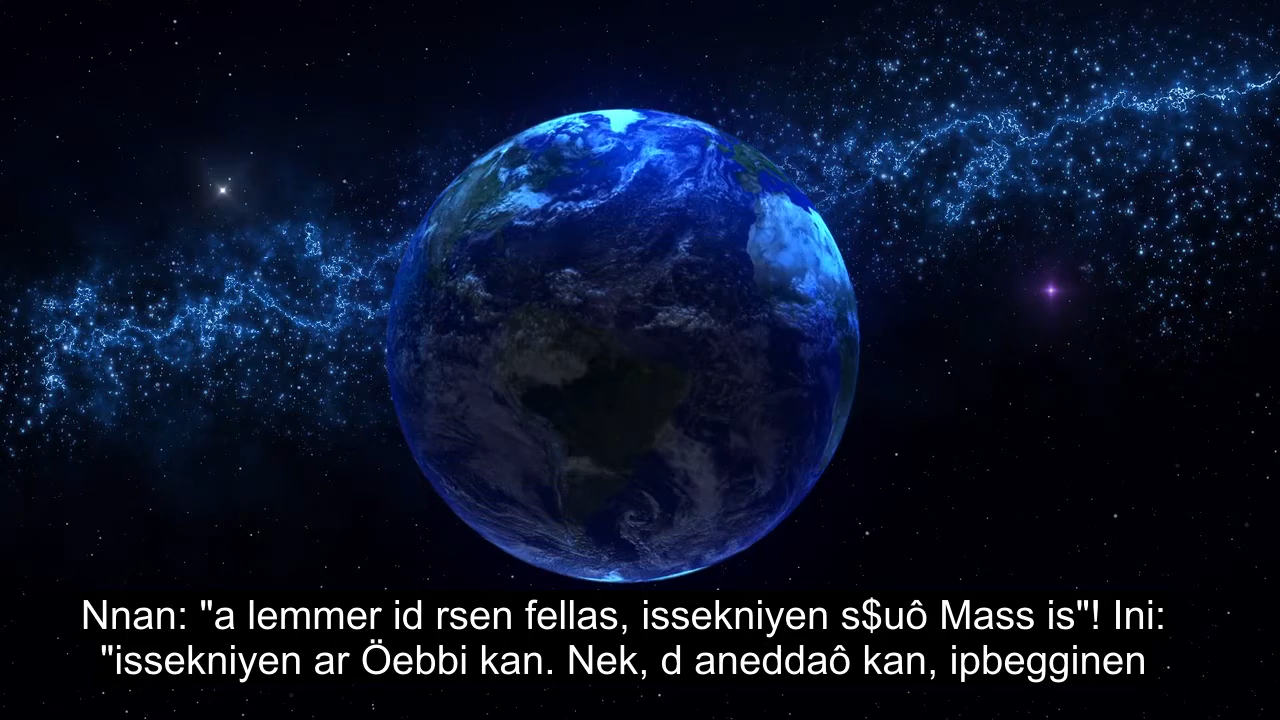 Nnan: "a lemmer id rsen fellas, issekniyen s$uô Mass is"! Ini:
"issekniyen ar Öebbi kan. Nek, d aneddaô kan, ipbegginen